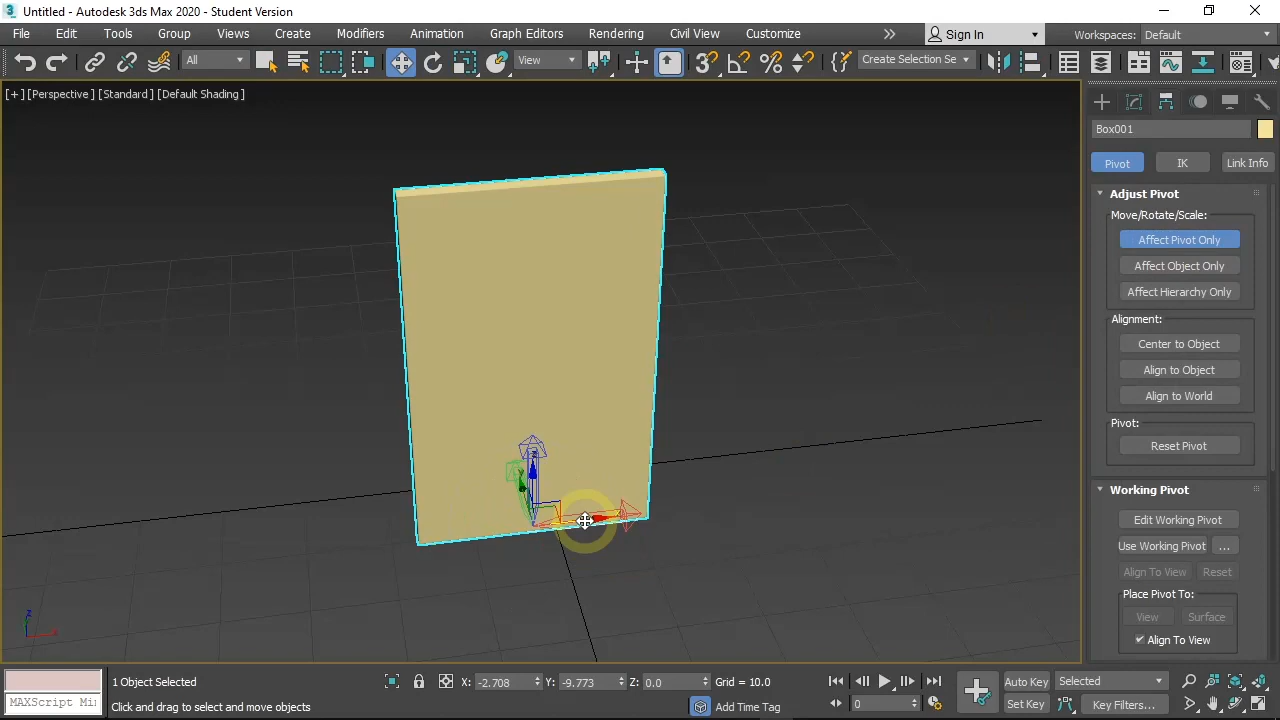 Untitled - Autodesk 3ds Max 2020 - Student Version
File Edit Tools Group Views Create Modifiers Animation Graph Editors Rendering Civil View Customize Sign In Workspaces: Default
All View Create Selection Se
[+] [Perspective] [Standard] [Default Shading]
Box001
Pivot IK Link Info
Adjust Pivot
Move/Rotate/Scale:
Affect Pivot Only
Affect Object Only
Affect Hierarchy Only
Alignment:
Center to Object
Align to Object
Align to World
Pivot:
Reset Pivot
Working Pivot
Edit Working Pivot
Use Working Pivot ...
Align To View Reset
Place Pivot To:
View Surface
Align To View
1 Object Selected X: -2.708 Y: -9.773 Z: 0.0 Grid = 10.0 Auto Key Selected
MAXScript Mi Click and drag to select and move objects Add Time Tag 0 Set Key Key Filters...